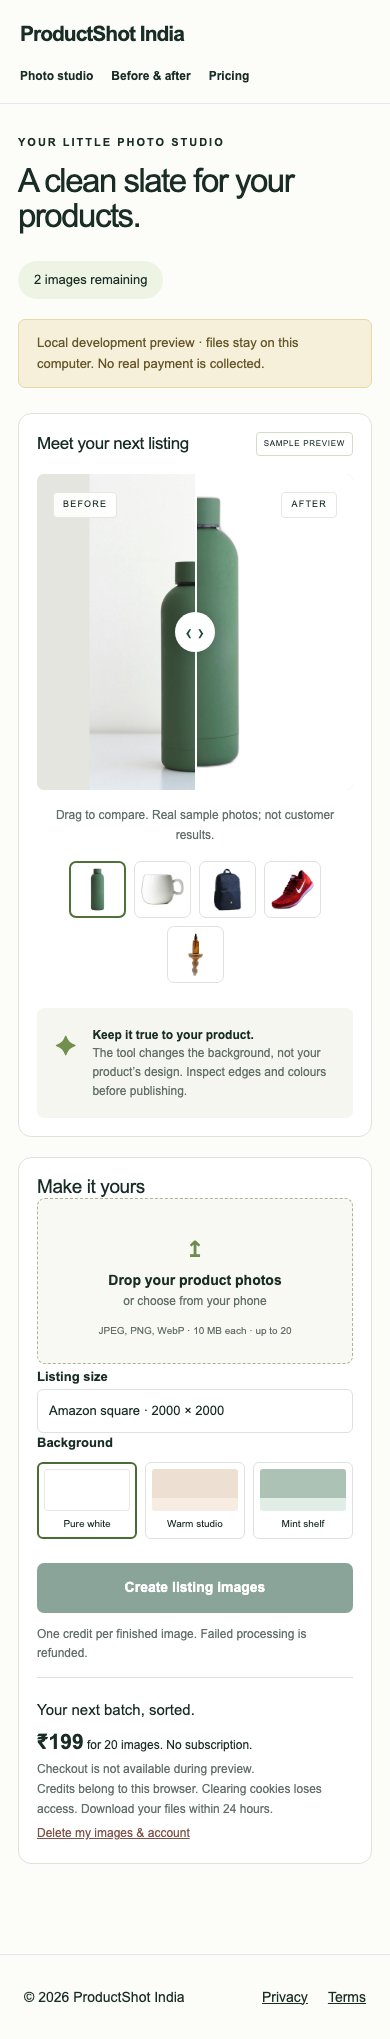 ProductShot India
Photo studio Before & after Pricing
YOUR LITTLE PHOTO STUDIO
A clean slate for your
products.
2 images remaining
Local development preview · files stay on this
computer. No real payment is collected.
Meet your next listing
SAMPLE PREVIEW
BEFORE
AFTER
Drag to compare. Real sample photos; not customer
results.
Keep it true to your product.
The tool changes the background, not your
product's design. Inspect edges and colours
before publishing.
Make it yours
Drop your product photos
or choose from your phone
JPEG, PNG, WebP · 10 MB each · up to 20
Listing size
Amazon square · 2000 × 2000
Background
Pure white
Warm studio
Mint shelf
Create listing images
One credit per finished image. Failed processing is
refunded.
Your next batch, sorted.
₹199 for 20 images. No subscription.
Checkout is not available during preview.
Credits belong to this browser. Clearing cookies loses
access. Download your files within 24 hours.
Delete my images & account
© 2026 ProductShot India
Privacy
Terms